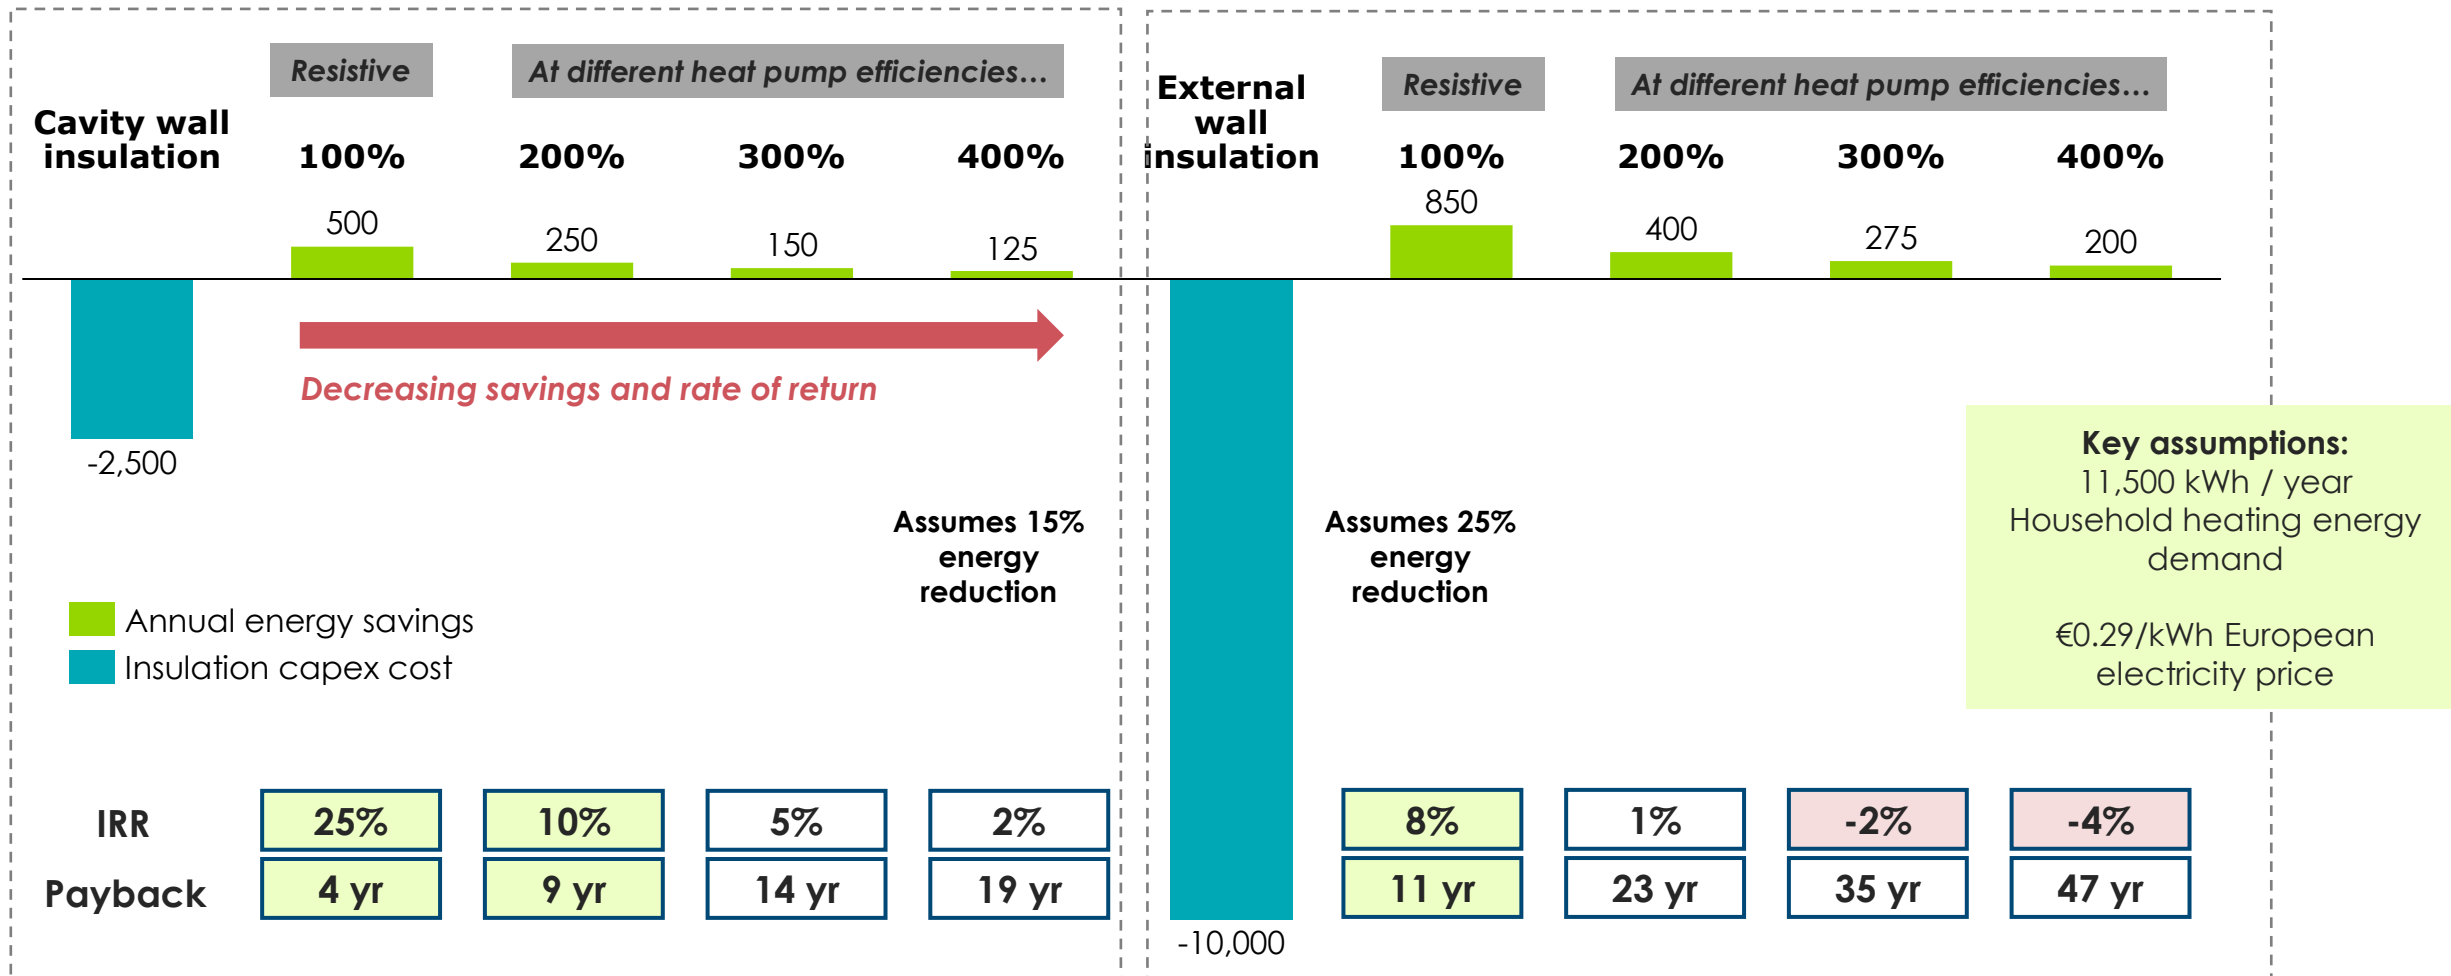 Resistive
At different heat pump efficiencies...
Cavity wall
insulation
100%
200%
300%
400%
500
250
150
125
-2,500
Decreasing savings and rate of return
Assumes 15%
energy
reduction
Annual energy savings
Insulation capex cost
IRR
25%
10%
5%
2%
Payback
4 yr
9 yr
14 yr
19 yr
External
wall
insulation
Resistive
At different heat pump efficiencies...
100%
200%
300%
400%
850
400
275
200
-10,000
Assumes 25%
energy
reduction
Key assumptions:
11,500 kWh / year
Household heating energy
demand
€0.29/kWh European
electricity price
8%
1%
-2%
-4%
11 yr
23 yr
35 yr
47 yr